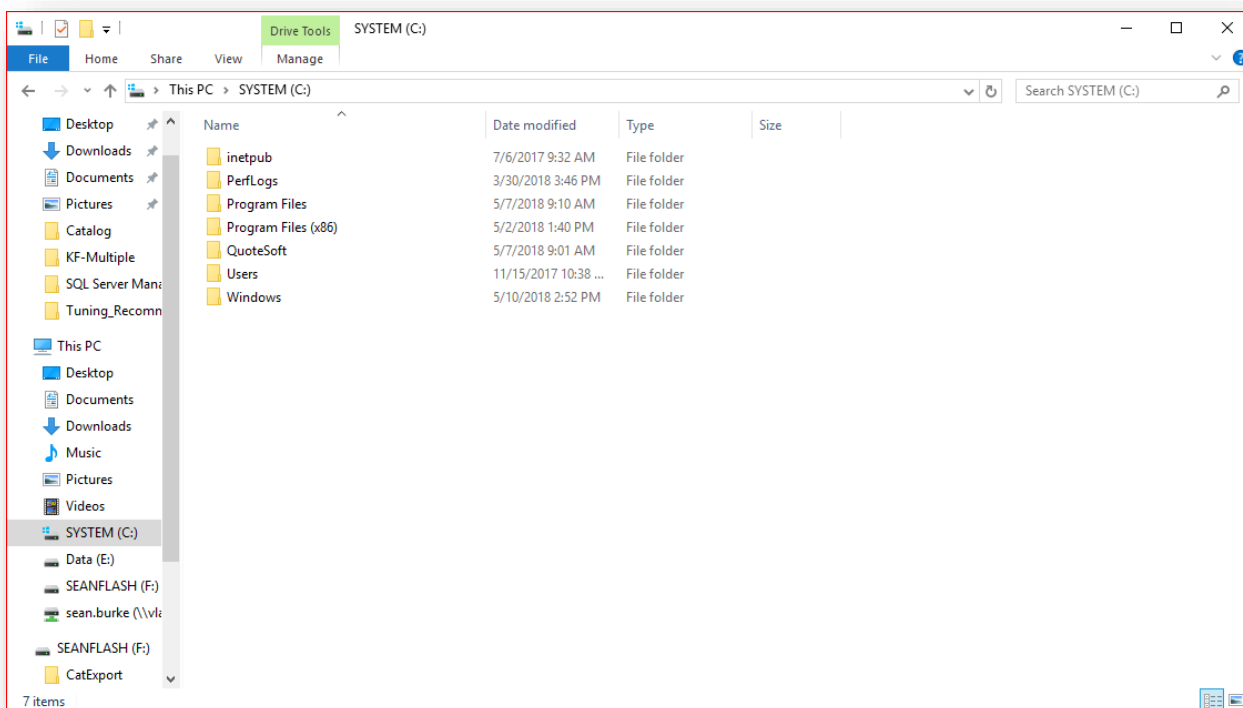 Drive Tools SYSTEM (C:)
File Home Share View Manage
This PC > SYSTEM (C:) Search SYSTEM (C:)
Desktop
Downloads
Documents
Pictures
Catalog
KF-Multiple
SQL Server Mana
Tuning_Recomn
This PC
Desktop
Documents
Downloads
Music
Pictures
Videos
SYSTEM (C:)
Data (E:)
SEANFLASH (F:)
sean.burke (\\vla
SEANFLASH (F:)
CatExport
Name Date modified Type Size
inetpub 7/6/2017 9:32 AM File folder
PerfLogs 3/30/2018 3:46 PM File folder
Program Files 5/7/2018 9:10 AM File folder
Program Files (x86) 5/2/2018 1:40 PM File folder
QuoteSoft 5/7/2018 9:01 AM File folder
Users 11/15/2017 10:38 ... File folder
Windows 5/10/2018 2:52 PM File folder
7 items